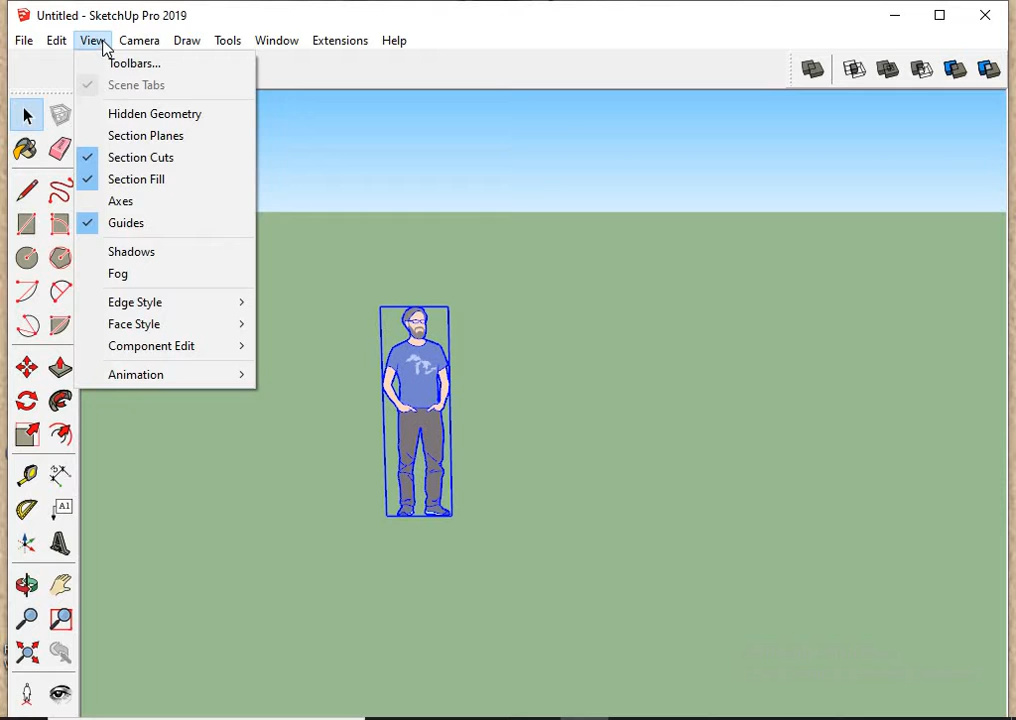 Untitled - SketchUp Pro 2019
File Edit View Camera Draw Tools Window Extensions Help
Toolbars...
Scene Tabs
Hidden Geometry
Section Planes
Section Cuts
Section Fill
Axes
Guides
Shadows
Fog
Edge Style
Face Style
Component Edit
Animation
A1